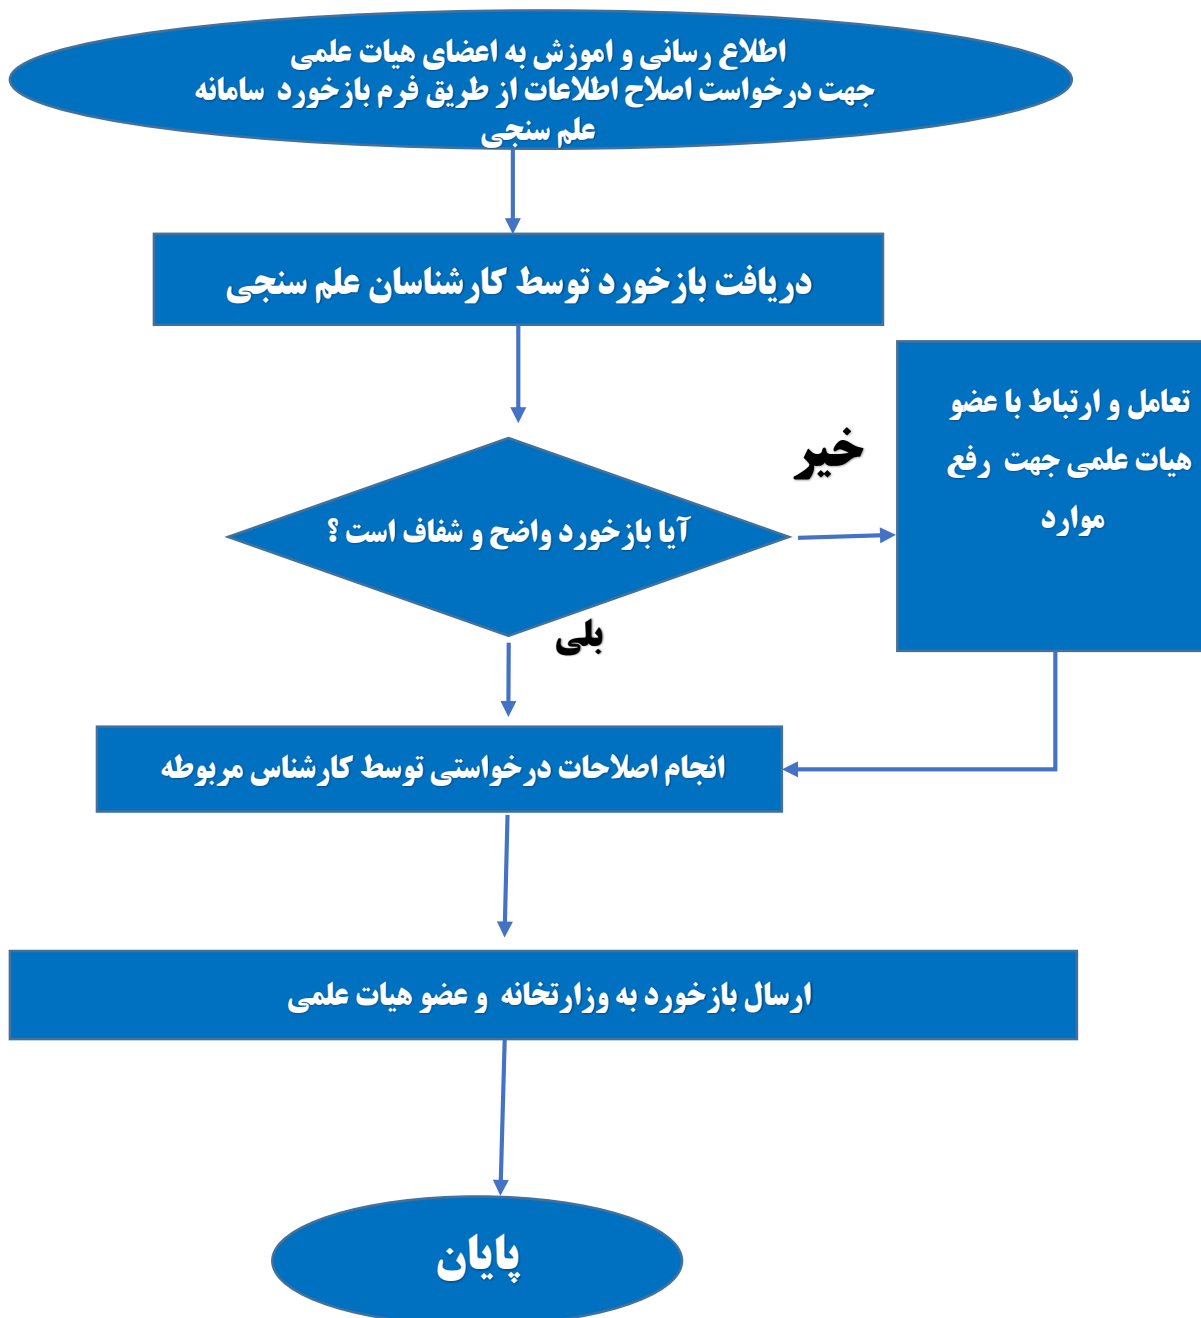 اطلاع رسانی و اموزش به اعضای هیات علمی
جهت درخواست اصلاح اطلاعات از طریق فرم بازخورد سامانه
علم سنجی
دریافت بازخورد توسط کارشناسان علم سنجی
تعامل و ارتباط با عضو
هیات علمی جهت رفع
موارد
خیر
آیا بازخورد واضح و شفاف است ؟
بلی
انجام اصلاحات درخواستی توسط کارشناس مربوطه
ارسال بازخورد به وزارتخانه و عضو هیات علمی
پایان